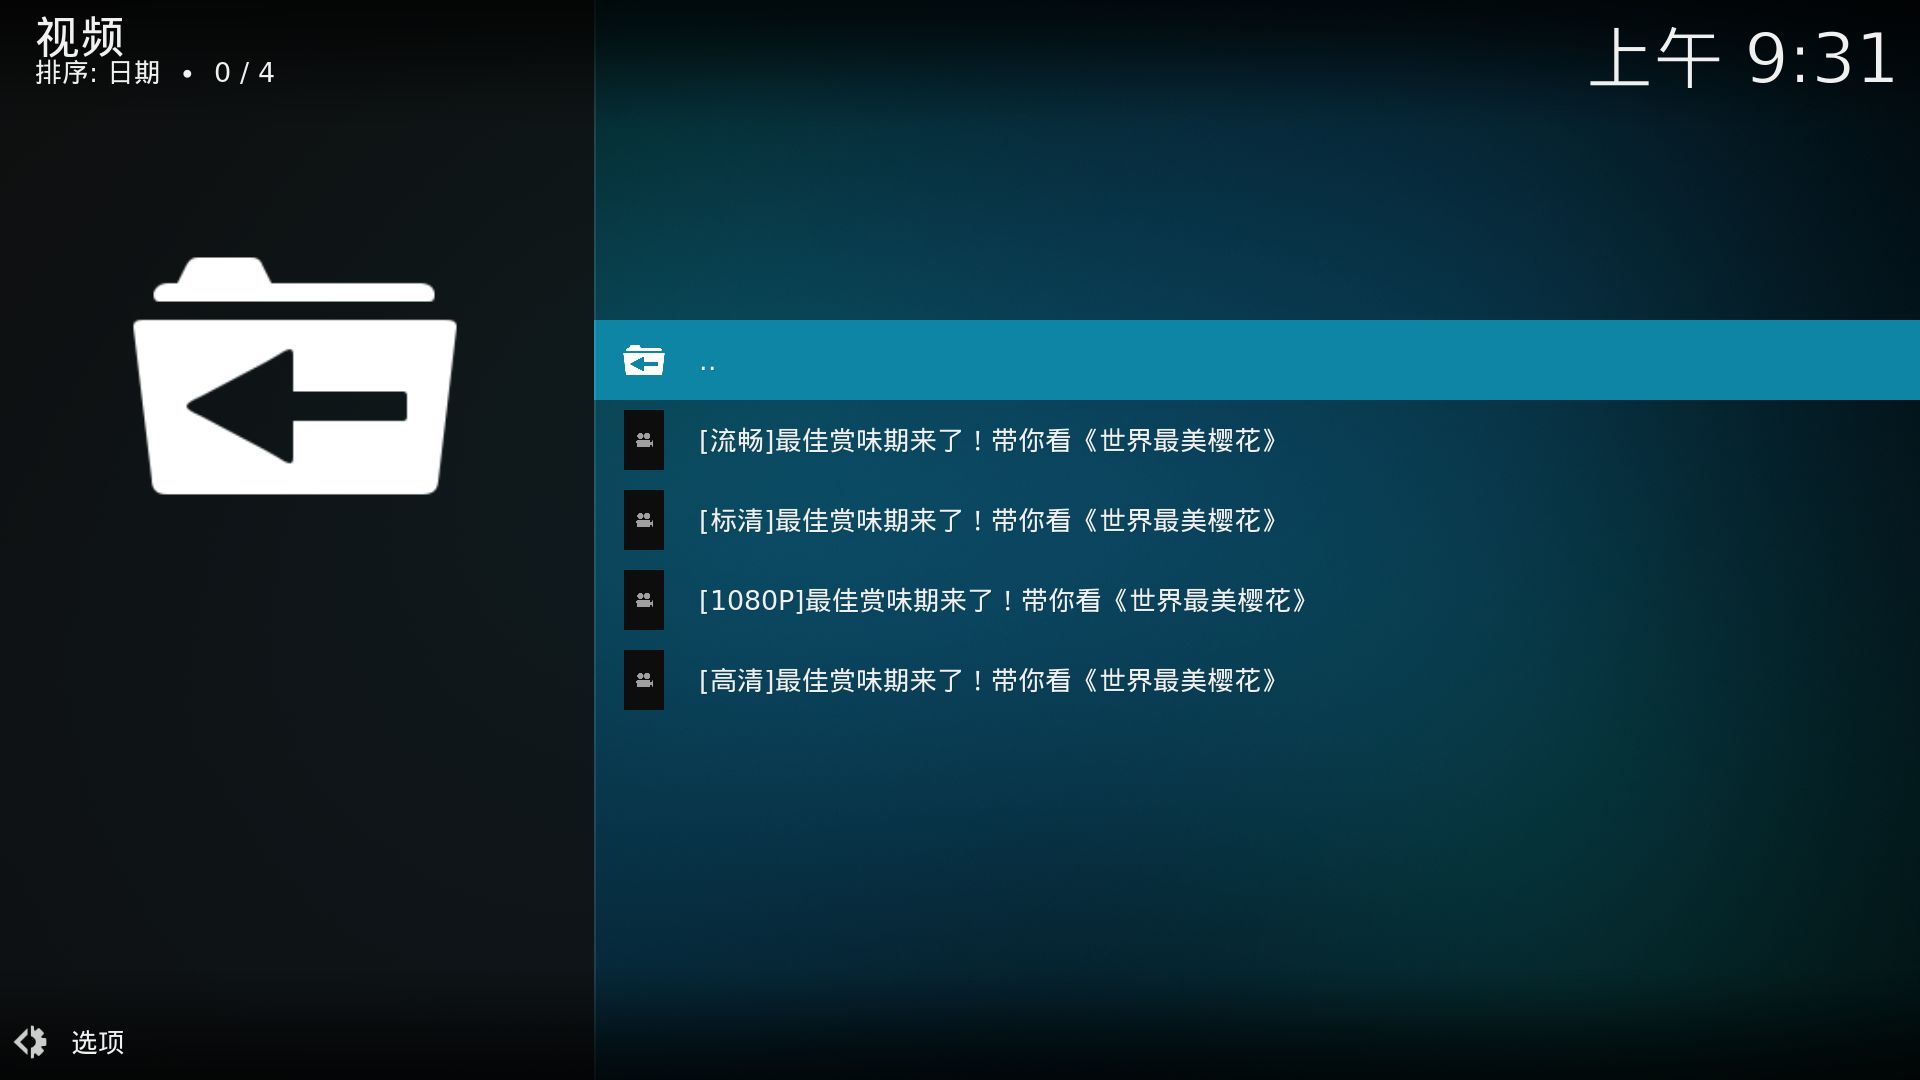 视频
排序: 日期 • 0 / 4
上午 9:31
..
[流畅]最佳赏味期来了！带你看《世界最美樱花》
[标清]最佳赏味期来了！带你看《世界最美樱花》
[1080P]最佳赏味期来了！带你看《世界最美樱花》
[高清]最佳赏味期来了！带你看《世界最美樱花》
选项